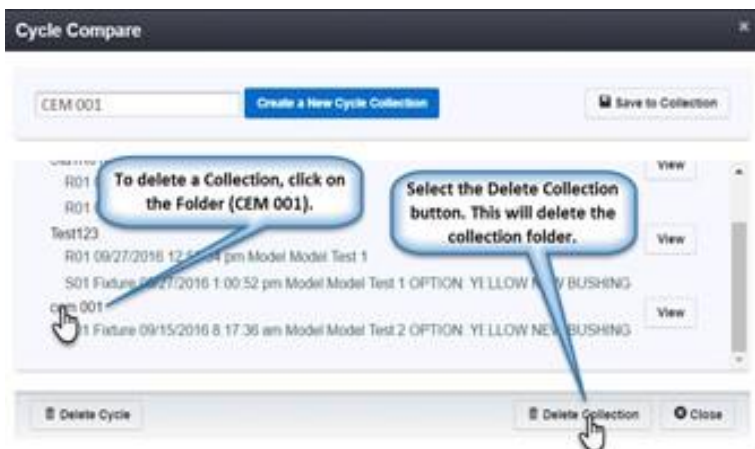 Cycle Compare
×
CEM 001
Create a New Cycle Collection
Save to Collection
View
R01
To delete a Collection, click on
the Folder (CEM 001).
R01
Select the Delete Collection
button. This will delete the
collection folder.
Test123
View
R01 09/27/2016 12 pm Model Model Test 1
S01 Fixture 1:00:52 pm Model Model Test 1 OPTION: YELLOW BUSHING
001
View
Fixture 09/15/2016 8:17:36 am Model Model Test 2 OPTION: YELLOW NEW BUSHING
Delete Cycle
Delete Collection
Close